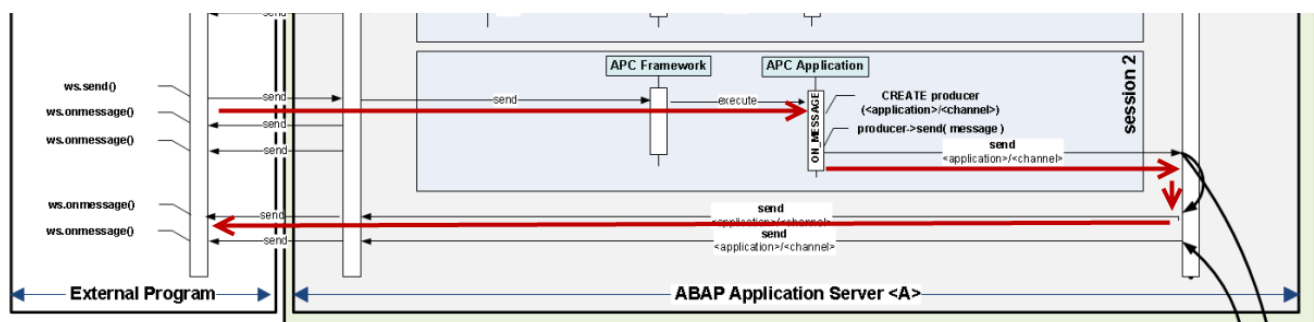 APC Framework
APC Application
session 2
ws.send()
send
send
execute
ON_MESSAGE
CREATE producer
(<application>/<channel>)
ws.onmessage()
send
producer->send( message )
ws.onmessage()
send
send
<application>/<channel>
ws.onmessage()
send
send
<application>/<channel>
ws.onmessage()
send
send
<application>/<channel>
External Program
ABAP Application Server <A>